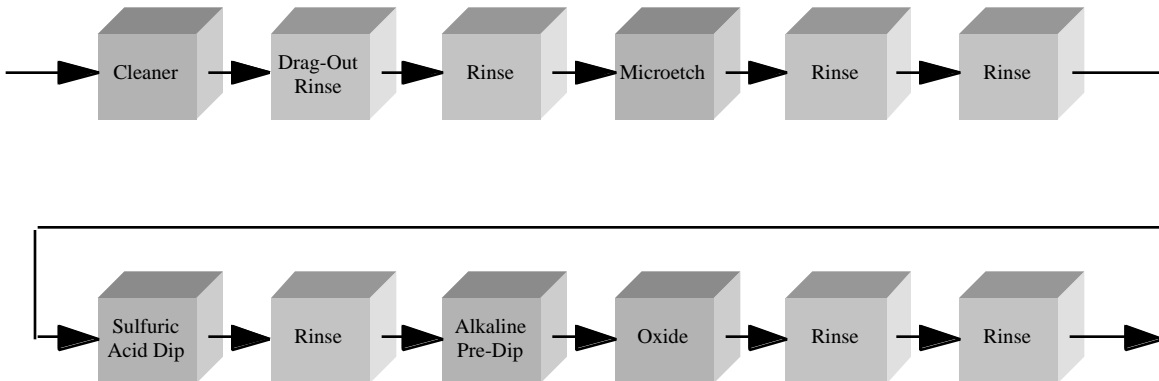 Cleaner
Drag-Out
Rinse
Rinse
Microetch
Rinse
Rinse
Sulfuric
Acid Dip
Rinse
Alkaline
Pre-Dip
Oxide
Rinse
Rinse